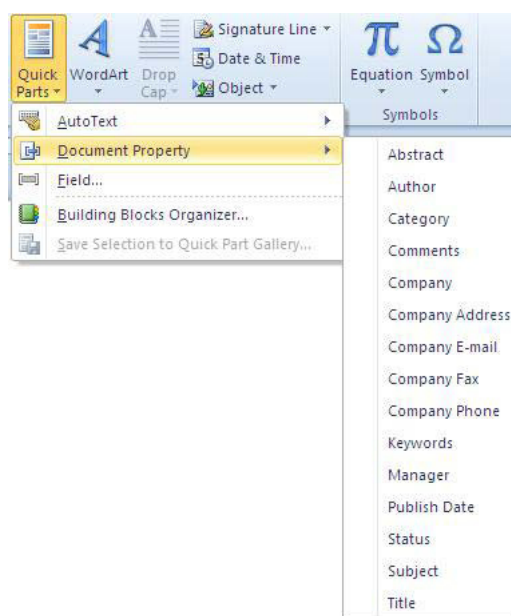 Quick Parts
WordArt
Drop Cap
Signature Line
Date & Time
Object
Equation
Symbol
Symbols
AutoText
Document Property
Field...
Building Blocks Organizer...
Save Selection to Quick Part Gallery...
Abstract
Author
Category
Comments
Company
Company Address
Company E-mail
Company Fax
Company Phone
Keywords
Manager
Publish Date
Status
Subject
Title